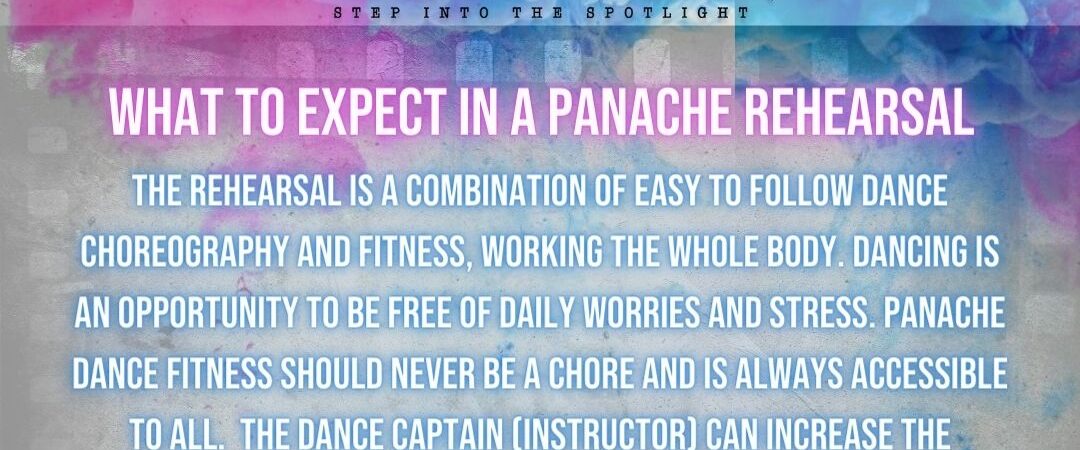 STEP INTO THE SPOTLIGHT
WHAT TO EXPECT IN A PANACHE REHEARSAL
THE REHEARSAL IS A COMBINATION OF EASY TO FOLLOW DANCE
CHOREOGRAPHY AND FITNESS, WORKING THE WHOLE BODY. DANCING IS
AN OPPORTUNITY TO BE FREE OF DAILY WORRIES AND STRESS. PANACHE
DANCE FITNESS SHOULD NEVER BE A CHORE AND IS ALWAYS ACCESSIBLE
TO ALL. THE DANCE CAPTAIN (INSTRUCTOR) CAN INCREASE THE